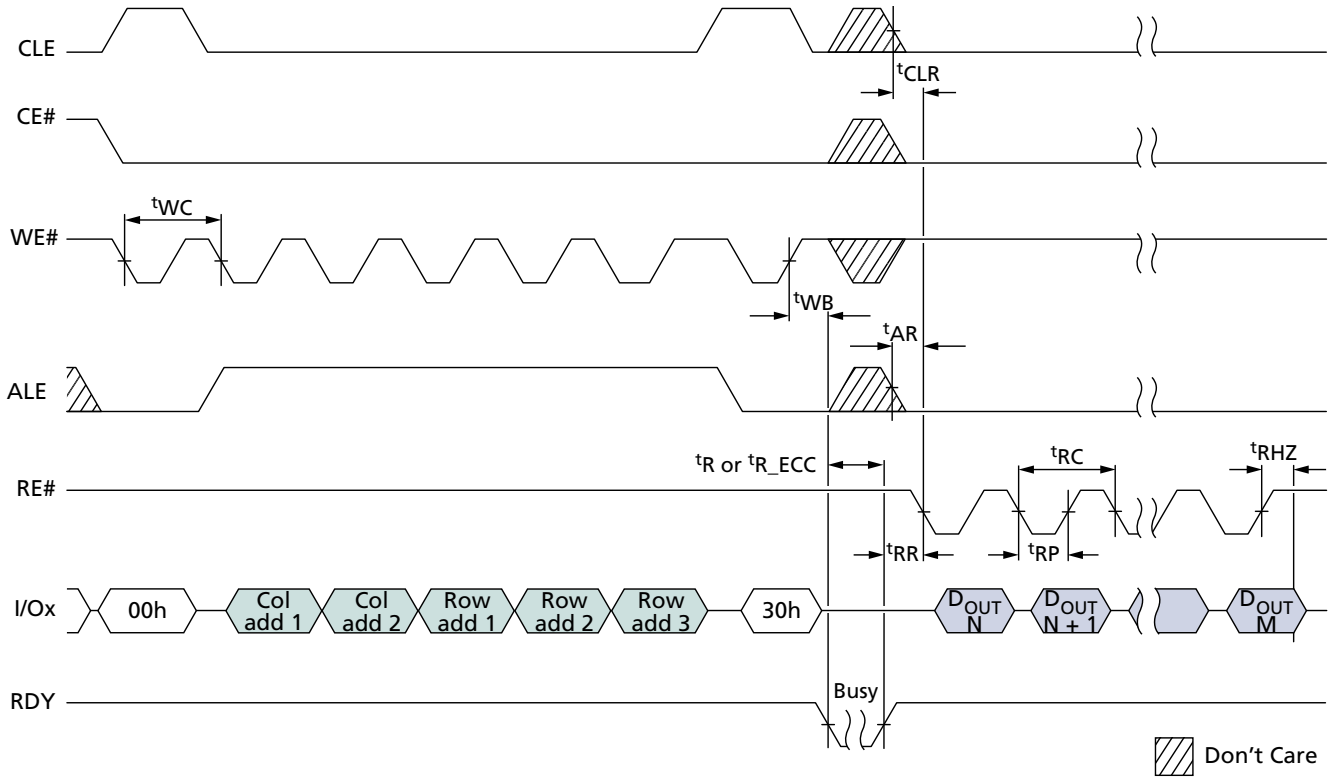 CLE
tCLR
CE#
tWC
WE#
tWB
tAR
ALE
tR or tR_ECC
tRC
tRHZ
RE#
tRR
tRP
I/Ox
00h
Col
add 1
Col
add 2
Row
add 1
Row
add 2
Row
add 3
30h
DOUT
N
DOUT
N + 1
DOUT
M
RDY
Busy
Don't Care